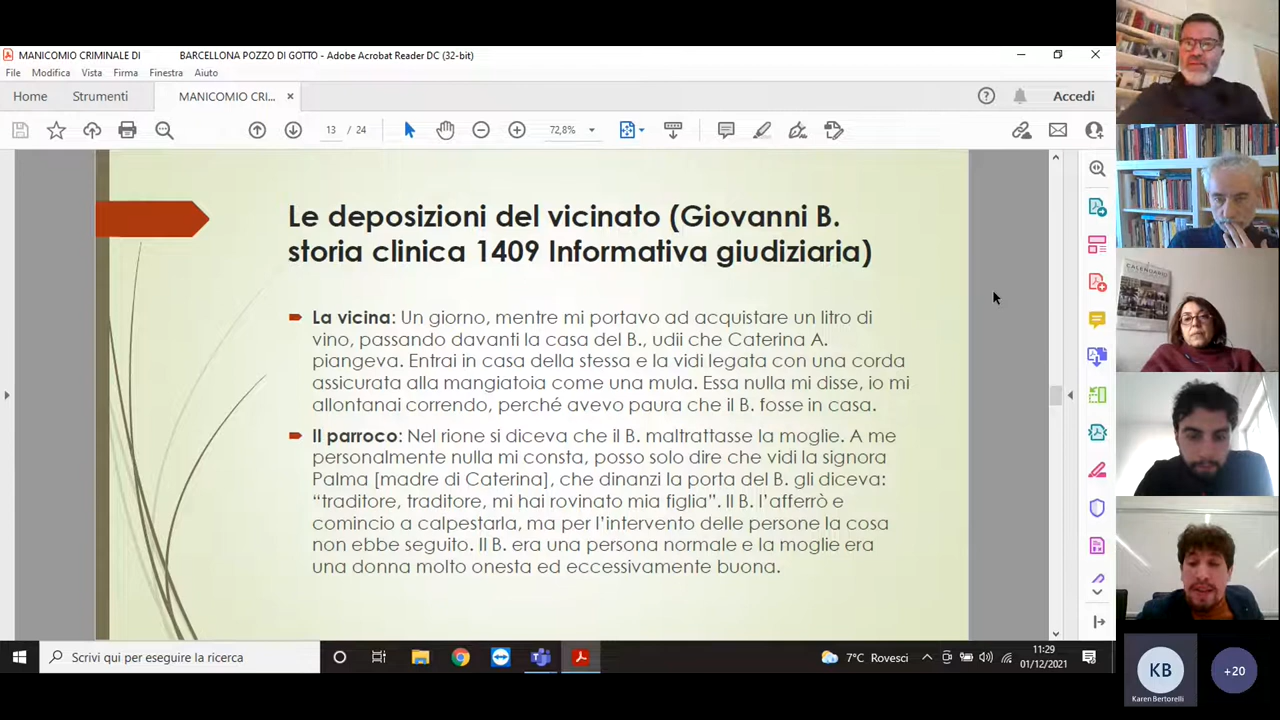 MANICOMIO CRIMINALE DI BARCELLONA POZZO DI GOTTO - Adobe Acrobat Reader DC (32-bit)
File Modifica Vista Firma Finestra Aiuto
Home Strumenti MANICOMIO CRI... × Accedi
13 / 24 72,8%
Le deposizioni del vicinato (Giovanni B.
storia clinica 1409 Informativa giudiziaria)
La vicina: Un giorno, mentre mi portavo ad acquistare un litro di
vino, passando davanti la casa del B., udii che Caterina A.
piangeva. Entrai in casa della stessa e la vidi legata con una corda
assicurata alla mangiatoia come una mula. Essa nulla mi disse, io mi
allontanai correndo, perché avevo paura che il B. fosse in casa.
Il parroco: Nel rione si diceva che il B. maltrattasse la moglie. A me
personalmente nulla mi consta, posso solo dire che vidi la signora
Palma [madre di Caterina], che dinanzi la porta del B. gli diceva:
“traditore, traditore, mi hai rovinato mia figlia”. Il B. l’afferrò e
comincio a calpestarla, ma per l’intervento delle persone la cosa
non ebbe seguito. Il B. era una persona normale e la moglie era
una donna molto onesta ed eccessivamente buona.
CALENDARIO
KB
Karen Bertorelli
+20
Scrivi qui per eseguire la ricerca
7°C Rovesci
11:29
01/12/2021